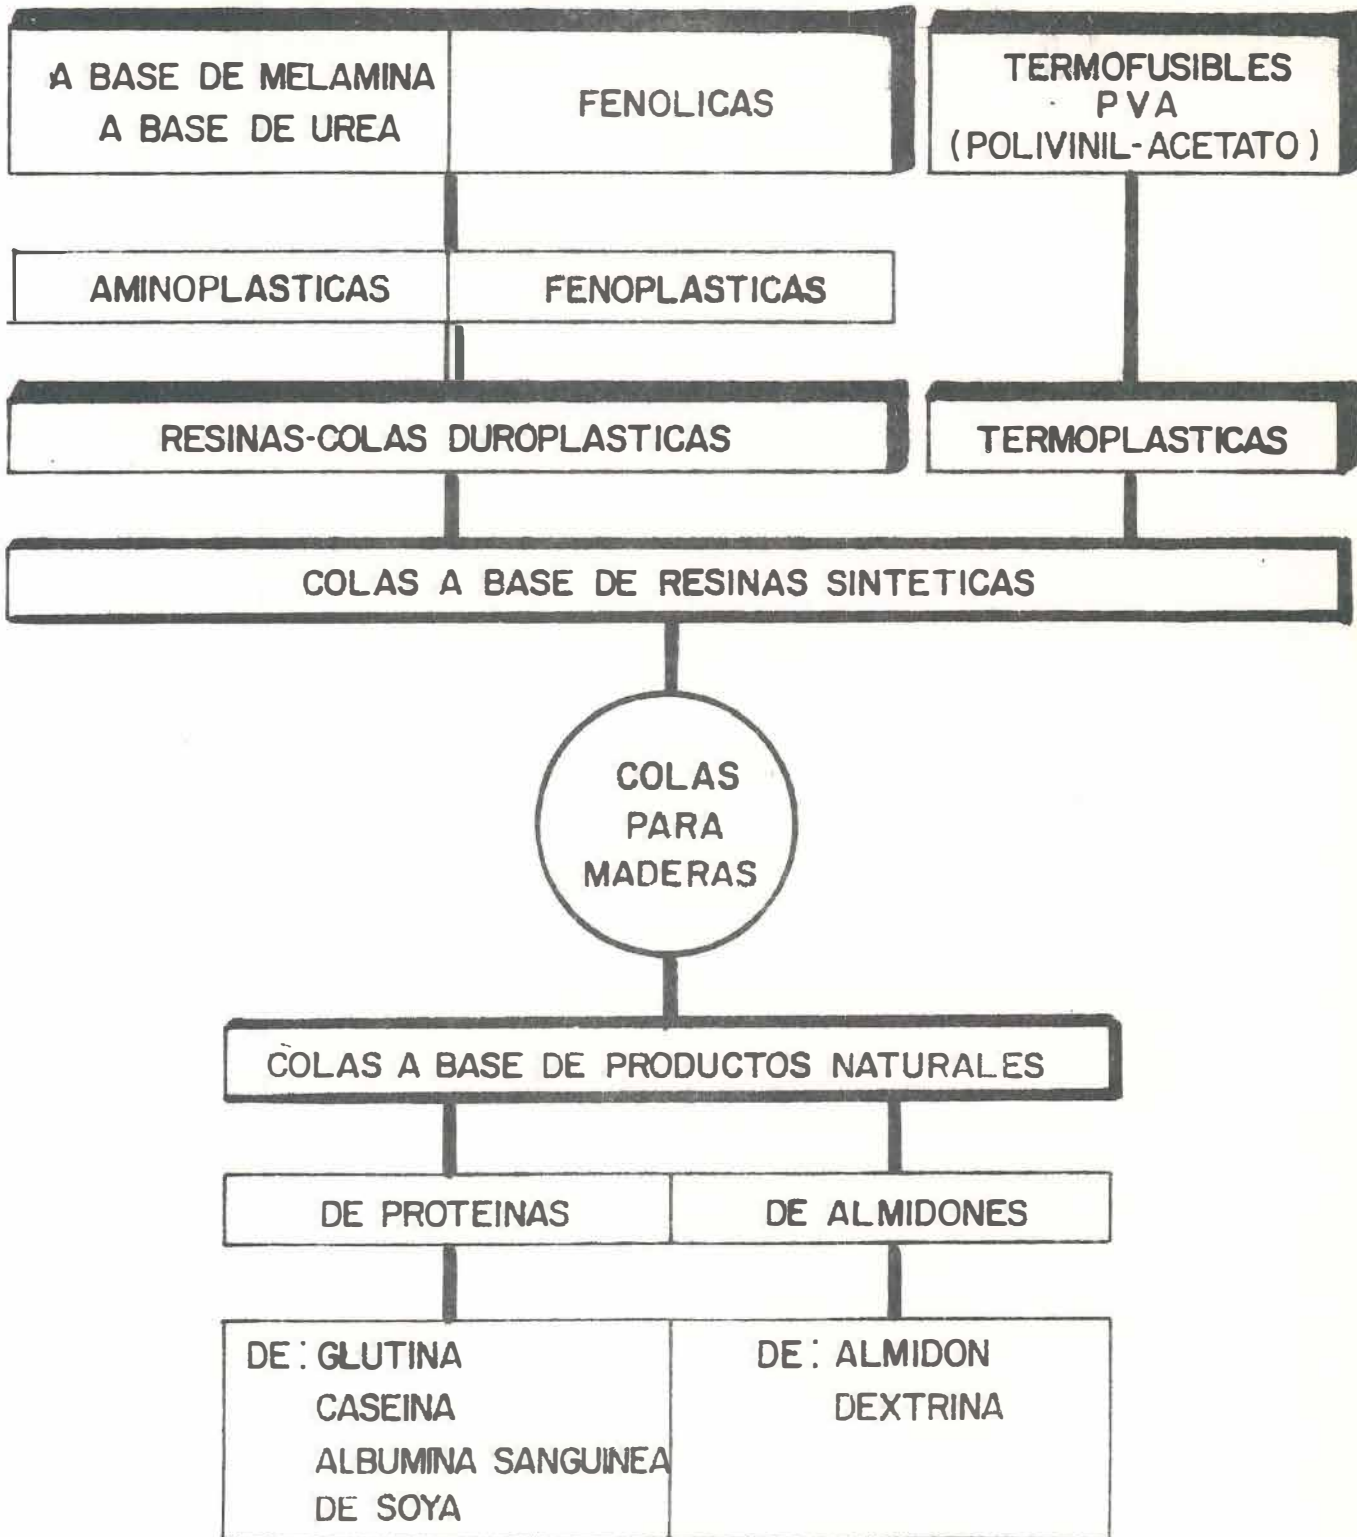 A BASE DE MELAMINA
A BASE DE UREA
FENOLICAS
TERMOFUSIBLES
PVA
(POLIVINIL-ACETATO)
AMINOPLASTICAS
FENOPLASTICAS
RESINAS-COLAS DUROPLASTICAS
TERMOPLASTICAS
COLAS A BASE DE RESINAS SINTETICAS
COLAS
PARA
MADERAS
COLAS A BASE DE PRODUCTOS NATURALES
DE PROTEINAS
DE ALMIDONES
DE: GLUTINA
CASEINA
ALBUMINA SANGUINEA
DE SOYA
DE: ALMIDON
DEXTRINA